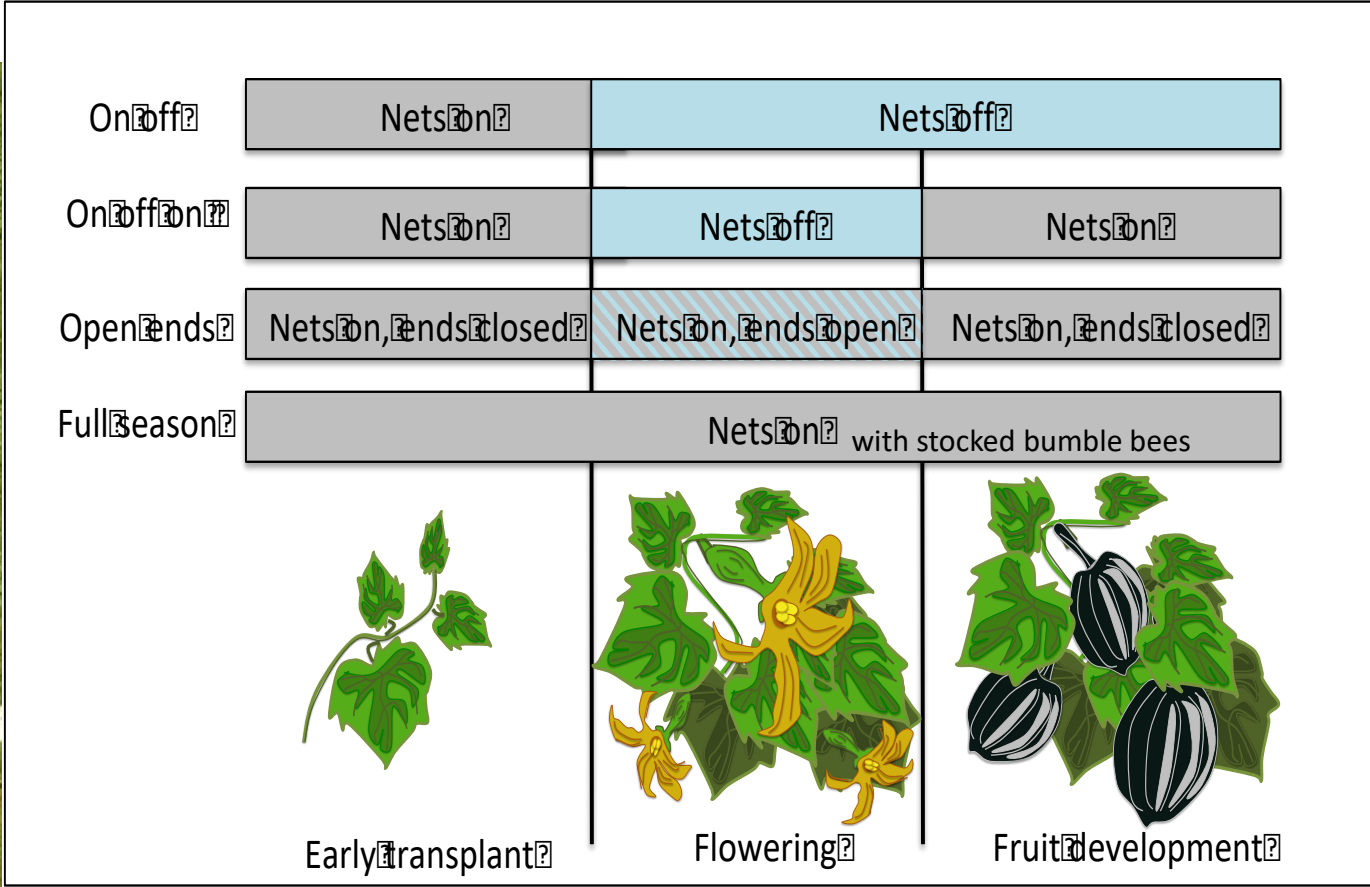 On⍰off⍰
Nets⍰on⍰
Nets⍰off⍰
On⍰off⍰on⍰⍰
Nets⍰on⍰
Nets⍰off⍰
Nets⍰on⍰
Open⍰ends⍰
Nets⍰on,⍰ends⍰closed⍰
Nets⍰on,⍰ends⍰open⍰
Nets⍰on,⍰ends⍰closed⍰
Full⍰season⍰
Nets⍰on⍰ with stocked bumble bees
Early⍰transplant⍰
Flowering⍰
Fruit⍰development⍰